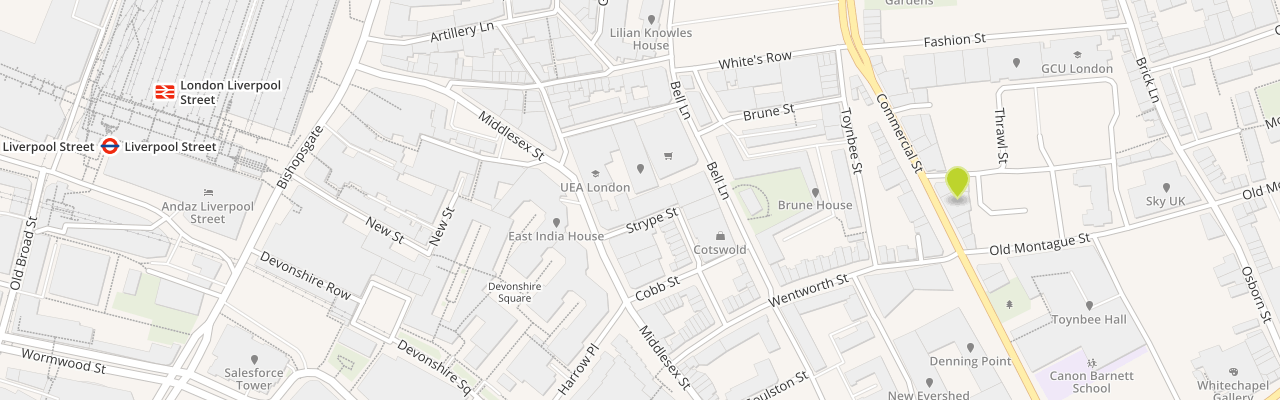 Gardens
Artillery Ln
Lilian Knowles
House
Fashion St
White's Row
GCU London
London Liverpool
Street
Bell Ln
Brick Ln
Brune St
Commercial St
Toynbee St
Thrawl St
Middlesex St
Liverpool Street
Liverpool Street
Bishopsgate
UEA London
Bell Ln
Andaz Liverpool
Street
New St
New St
East India House
Strype St
Brune House
Sky UK
Cotswold
Old Montague St
Old Broad St
Devonshire Row
Devonshire
Square
Cobb St
Wentworth St
Osborn St
Toynbee Hall
Wormwood St
Salesforce
Tower
Devonshire Sq
Harrow Pl
Middlesex St
Denning Point
Canon Barnett
School
Whitechapel
Gallery
New Evershed